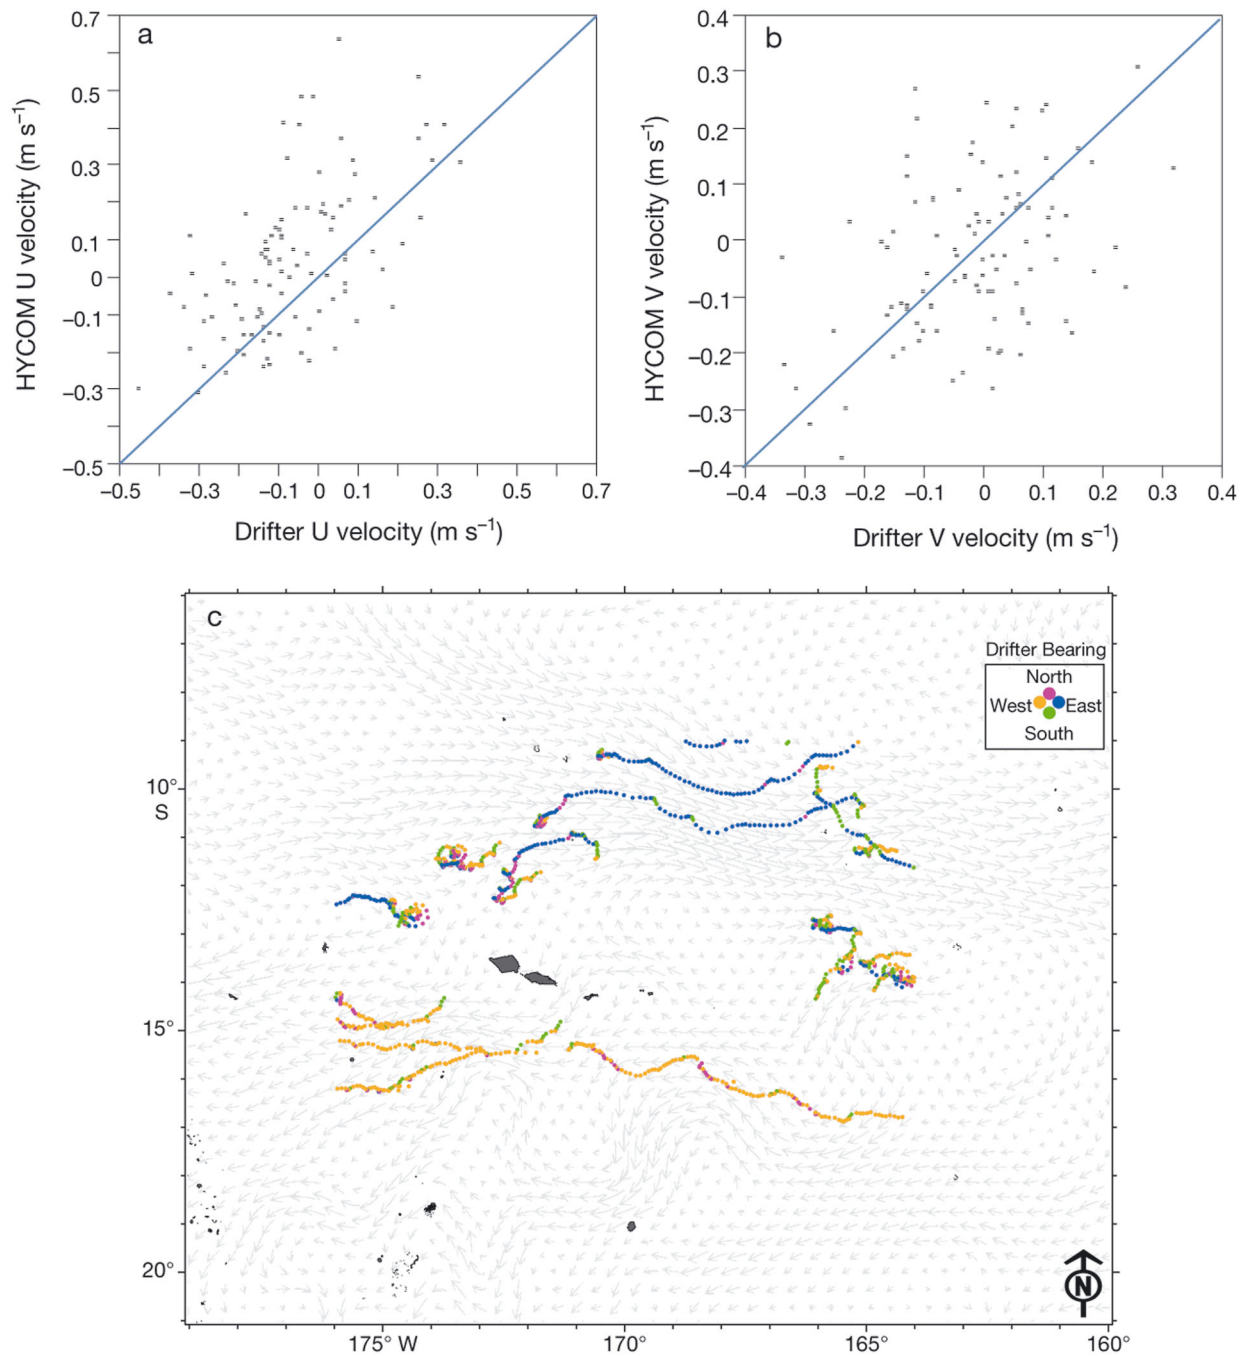 a
HYCOM U velocity (m s⁻¹)
0.7
0.5
0.3
0.1
0
−0.1
−0.3
−0.5
−0.5 −0.3 −0.1 0 0.1 0.3 0.5 0.7
Drifter U velocity (m s⁻¹)
b
HYCOM V velocity (m s⁻¹)
0.4
0.3
0.2
0.1
0
−0.1
−0.2
−0.3
−0.4
−0.4 −0.3 −0.2 −0.1 0 0.1 0.2 0.3 0.4
Drifter V velocity (m s⁻¹)
c
Drifter Bearing
North
West East
South
10°
S
15°
20°
N
175° W 170° 165° 160°